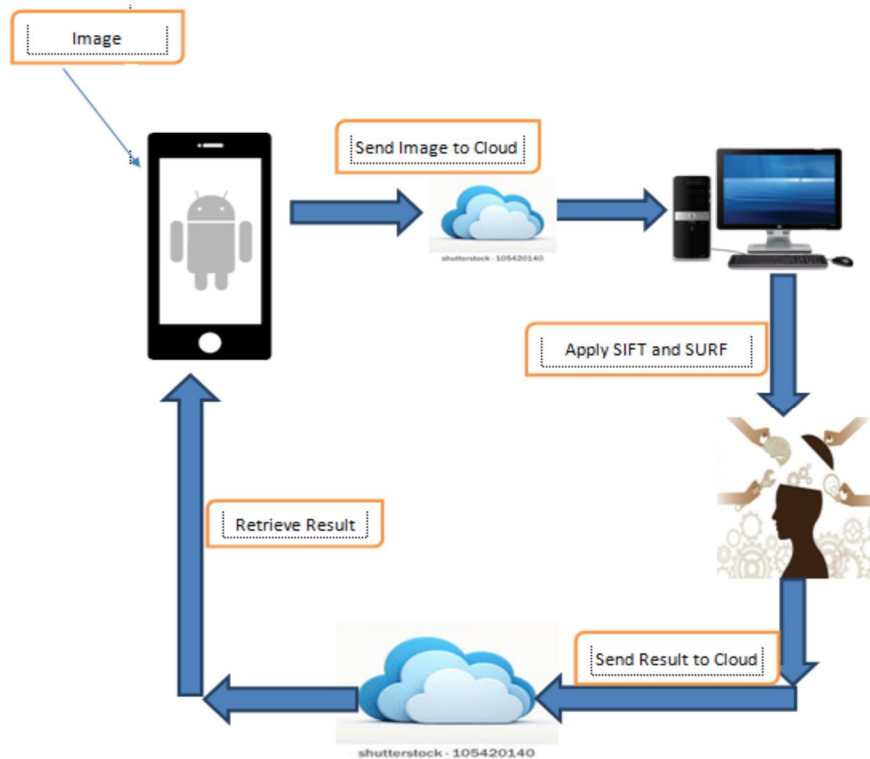 Image
Send Image to Cloud
shutterstock · 105420140
Apply SIFT and SURF
Retrieve Result
Send Result to Cloud
shutterstock · 105420140